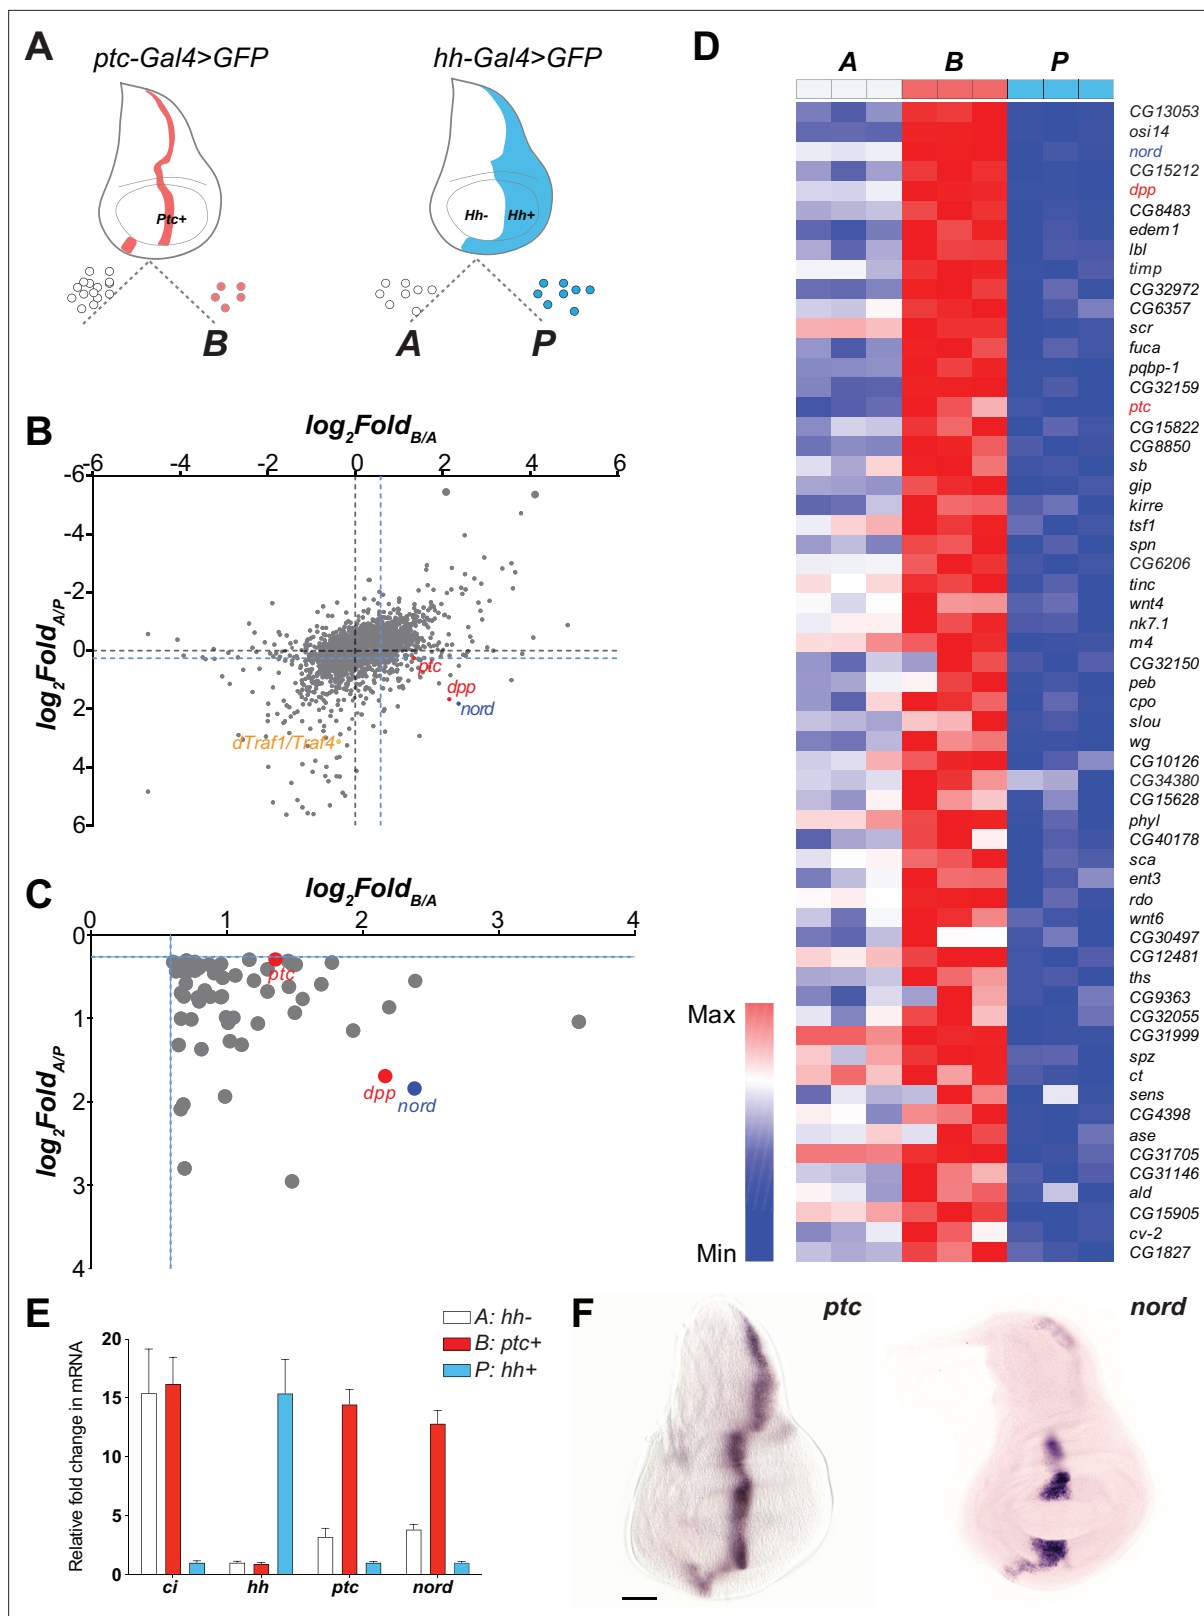 A
ptc-Gal4>GFP
hh-Gal4>GFP
Ptc+
Hh-
Hh+
B
A
P
B
log2FoldB/A
-6
-4
-2
0
2
4
6
-6
-4
-2
0
2
4
6
log2FoldA/P
ptc
dpp
nord
dTraf1/Traf4
C
log2FoldB/A
0
1
2
3
4
0
1
2
3
4
log2FoldA/P
ptc
dpp
nord
D
A
B
P
CG13053
osi14
nord
CG15212
dpp
CG8483
edem1
lbl
timp
CG32972
CG6357
scr
fuca
pqbp-1
CG32159
ptc
CG15822
CG8850
sb
gip
kirre
tsf1
spn
CG6206
tinc
wnt4
nk7.1
m4
CG32150
peb
cpo
slou
wg
CG10126
CG34380
CG15628
phyl
CG40178
sca
ent3
rdo
wnt6
CG30497
CG12481
ths
CG9363
CG32055
CG31999
spz
ct
sens
CG4398
ase
CG31705
CG31146
ald
CG15905
cv-2
CG1827
Max
Min
E
A: hh-
B: ptc+
P: hh+
Relative fold change in mRNA
20
15
10
5
0
ci
hh
ptc
nord
F
ptc
nord